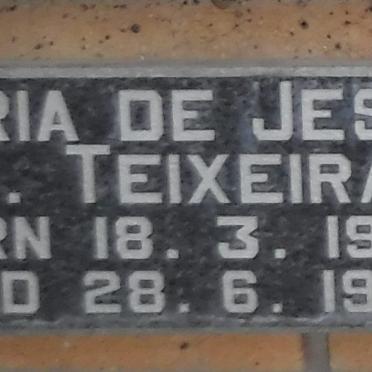 RIA DE JES
. TEIXEIRA
RN 18. 3. 19
D 28. 6. 19